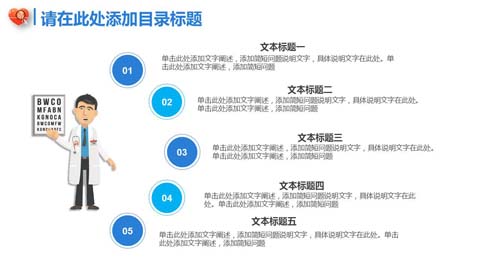 请在此处添加目录标题
文本标题一
01
单击此处添加文字阐述，添加简短问题说明文字，具体说明文字在此处。单
击此处添加文字阐述，添加简短问题
文本标题二
02
单击此处添加文字阐述，添加简短问题说明文字，具体说明文字在此处。
单击此处添加文字阐述，添加简短问题
BWCO
MFABN
KGNOCA
BWCOMFW
文本标题三
03
单击此处添加文字阐述，添加简短问题说明文字，具体说明文字在此处。
单击此处添加文字阐述，添加简短问题
文本标题四
04
单击此处添加文字阐述，添加简短问题说明文字，具体说明文字在此
处。单击此处添加文字阐述，添加简短问题
文本标题五
05
单击此处添加文字阐述，添加简短问题说明文字，具体说明文字在此处。单击
此处添加文字阐述，添加简短问题